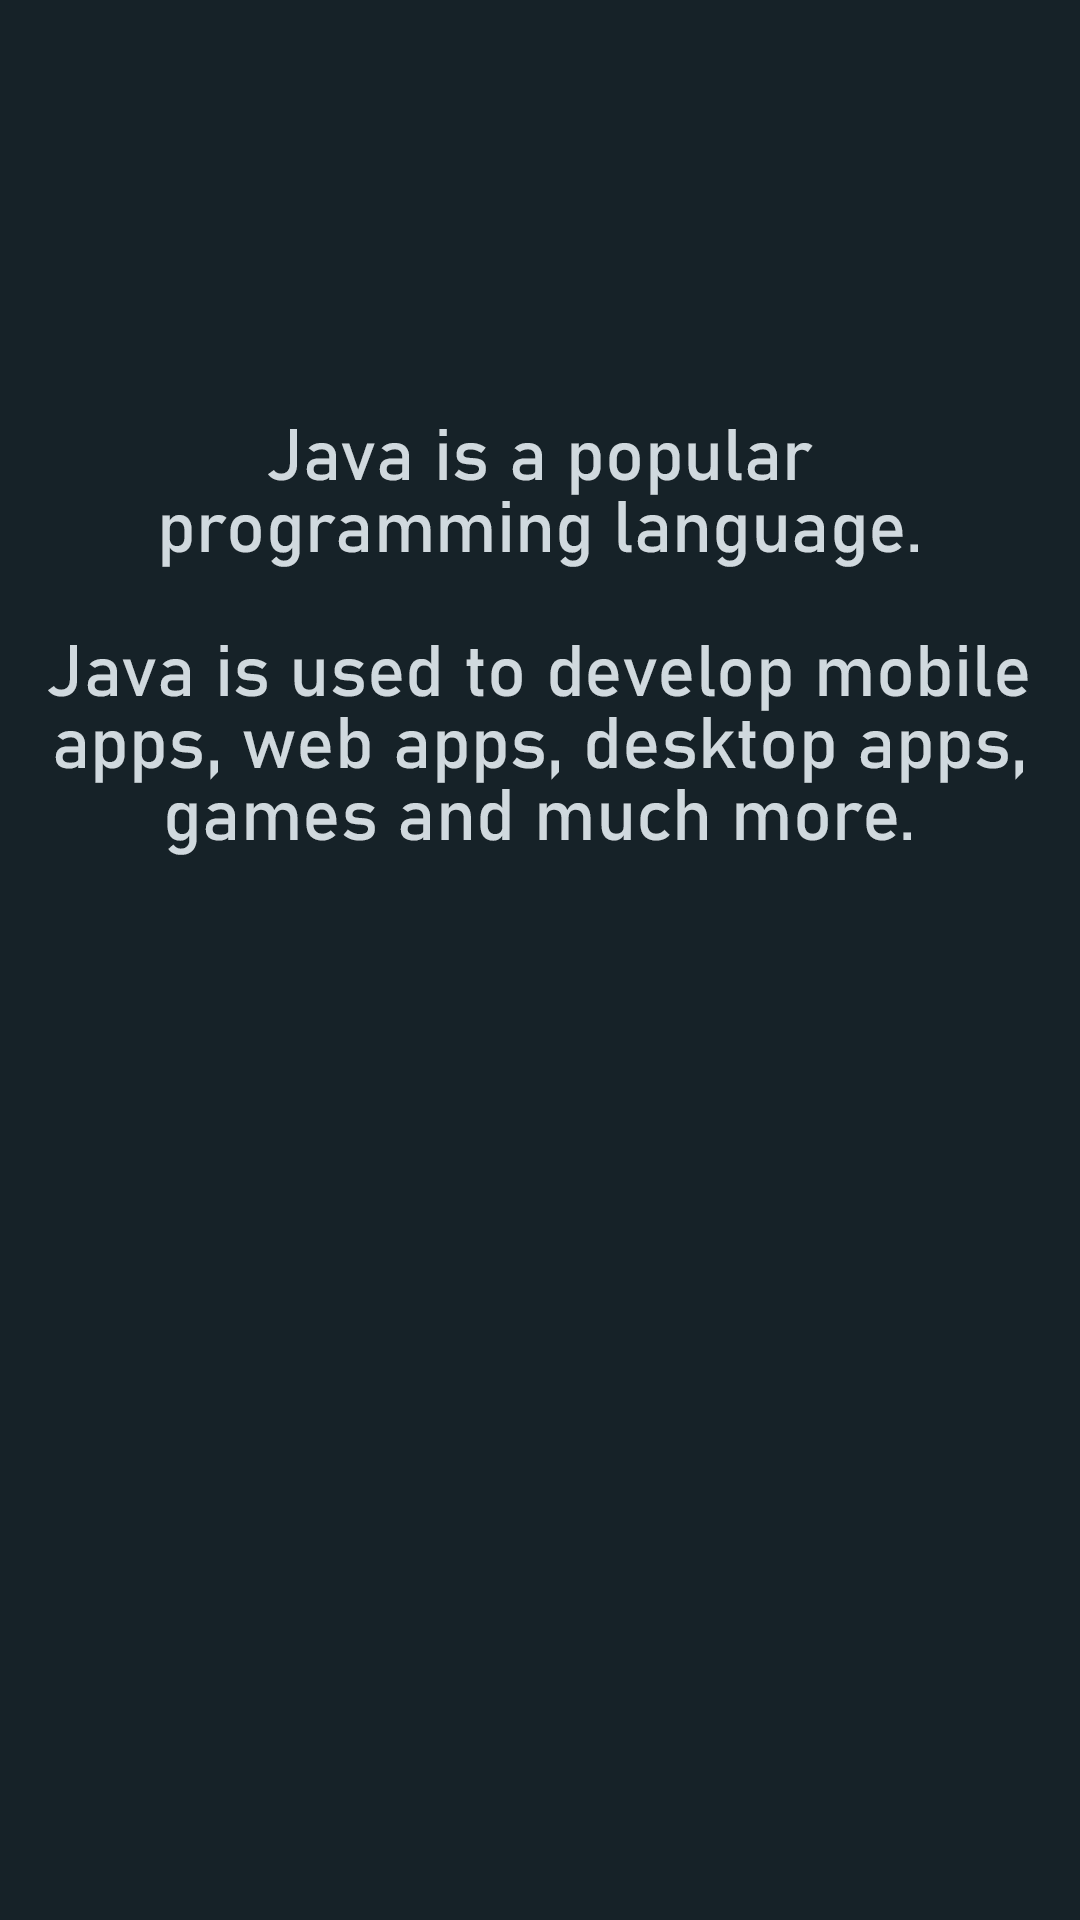 Java is a popular
programming language.
Java is used to develop mobile
apps, web apps, desktop apps,
games and much more.